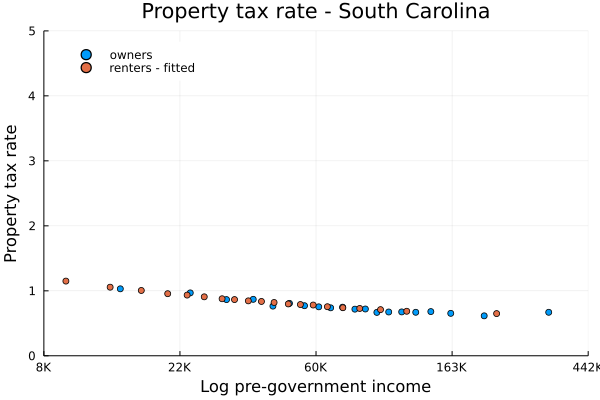 Property tax rate - South Carolina
owners
renters - fitted
Property tax rate
5
4
3
2
1
0
8K 22K 60K 163K 442K
Log pre-government income